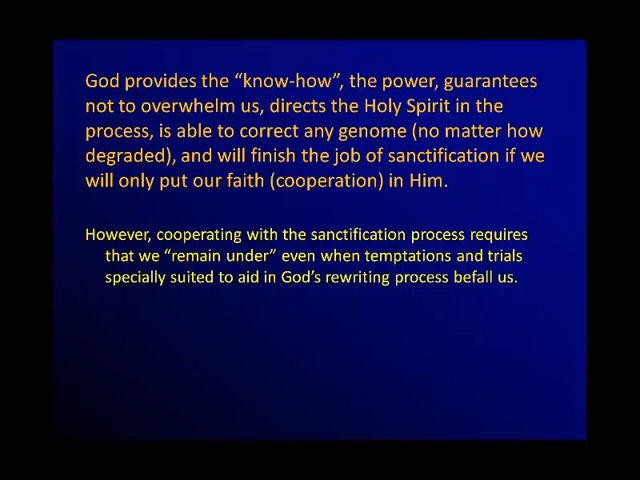 God provides the “know-how”, the power, guarantees
not to overwhelm us, directs the Holy Spirit in the
process, is able to correct any genome (no matter how
degraded), and will finish the job of sanctification if we
will only put our faith (cooperation) in Him.
However, cooperating with the sanctification process requires
that we “remain under” even when temptations and trials
specially suited to aid in God’s rewriting process befall us.